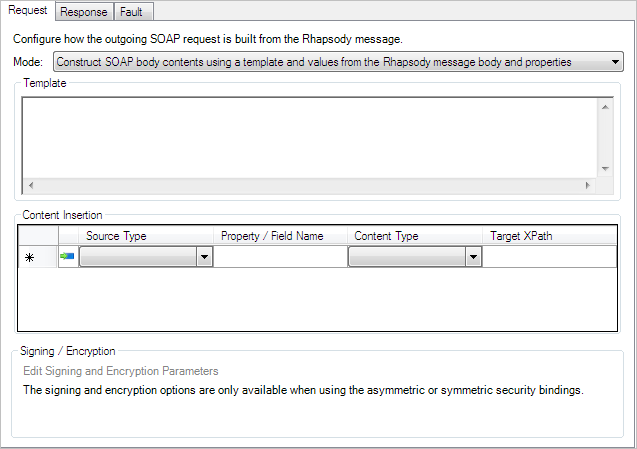 Request Response Fault
Configure how the outgoing SOAP request is built from the Rhapsody message.
Mode: Construct SOAP body contents using a template and values from the Rhapsody message body and properties
Template
Content Insertion
Source Type Property / Field Name Content Type Target XPath
Signing / Encryption
Edit Signing and Encryption Parameters
The signing and encryption options are only available when using the asymmetric or symmetric security bindings.